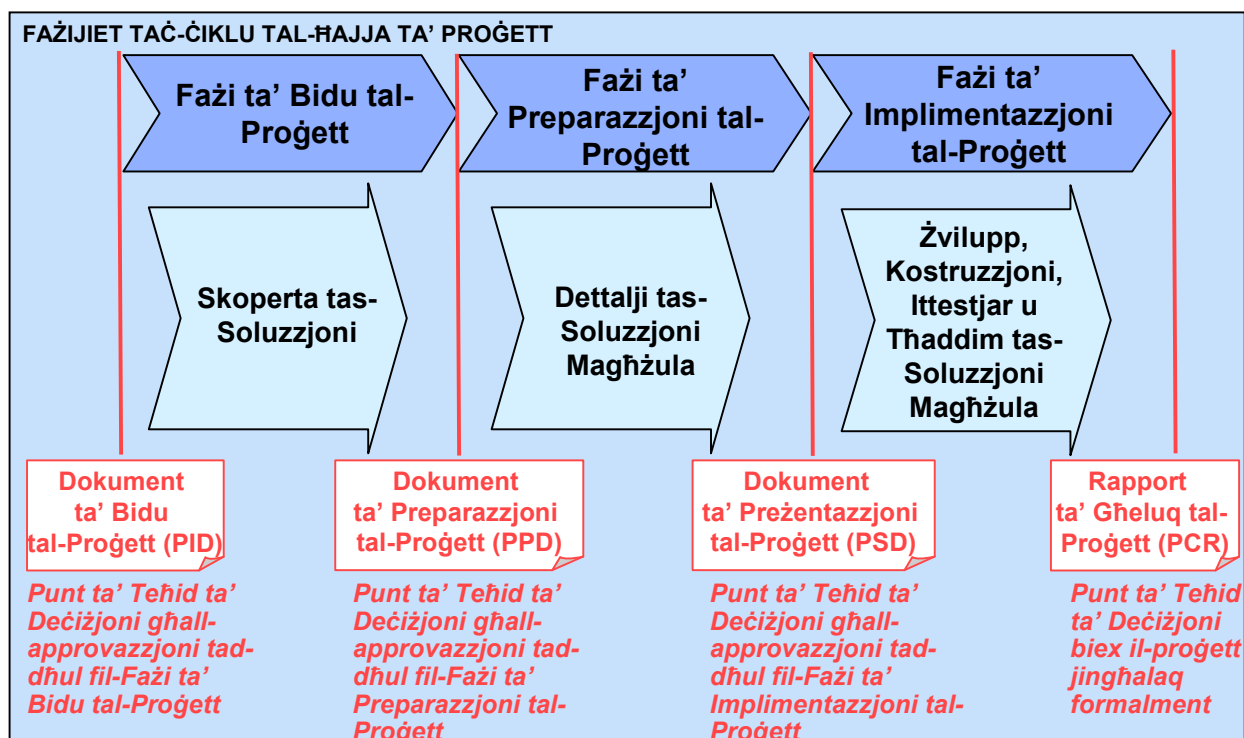 FAŻIJIET TAĊ-ĊIKLU TAL-ĦAJJA TA’ PROĠETT
Fażi ta’ Bidu tal-
Proġett
Fażi ta’
Preparazzjoni tal-
Proġett
Fażi ta’
Implimentazzjoni
tal-Proġett
Skoperta tas-
Soluzzjoni
Dettalji tas-
Soluzzjoni
Magħżula
Żvilupp,
Kostruzzjoni,
Ittestjar u
Tħaddim tas-
Soluzzjoni
Magħżula
Dokument
ta’ Bidu
tal-Proġett (PID)
Dokument
ta’ Preparazzjoni
tal-Proġett (PPD)
Dokument
ta’ Preżentazzjoni
tal-Proġett (PSD)
Rapport
ta’ Għeluq tal-
Proġett (PCR)
Punt ta’ Teħid ta’
Deċiżjoni għall-
approvazzjoni tad-
dħul fil-Fażi ta’
Bidu tal-Proġett
Punt ta’ Teħid ta’
Deċiżjoni għall-
approvazzjoni tad-
dħul fil-Fażi ta’
Preparazzjoni tal-
Proġett
Punt ta’ Teħid ta’
Deċiżjoni għall-
approvazzjoni tad-
dħul fil-Fażi ta’
Implimentazzjoni tal-
Proġett
Punt ta’ Teħid
ta’ Deċiżjoni
biex il-proġett
jingħalaq
formalment